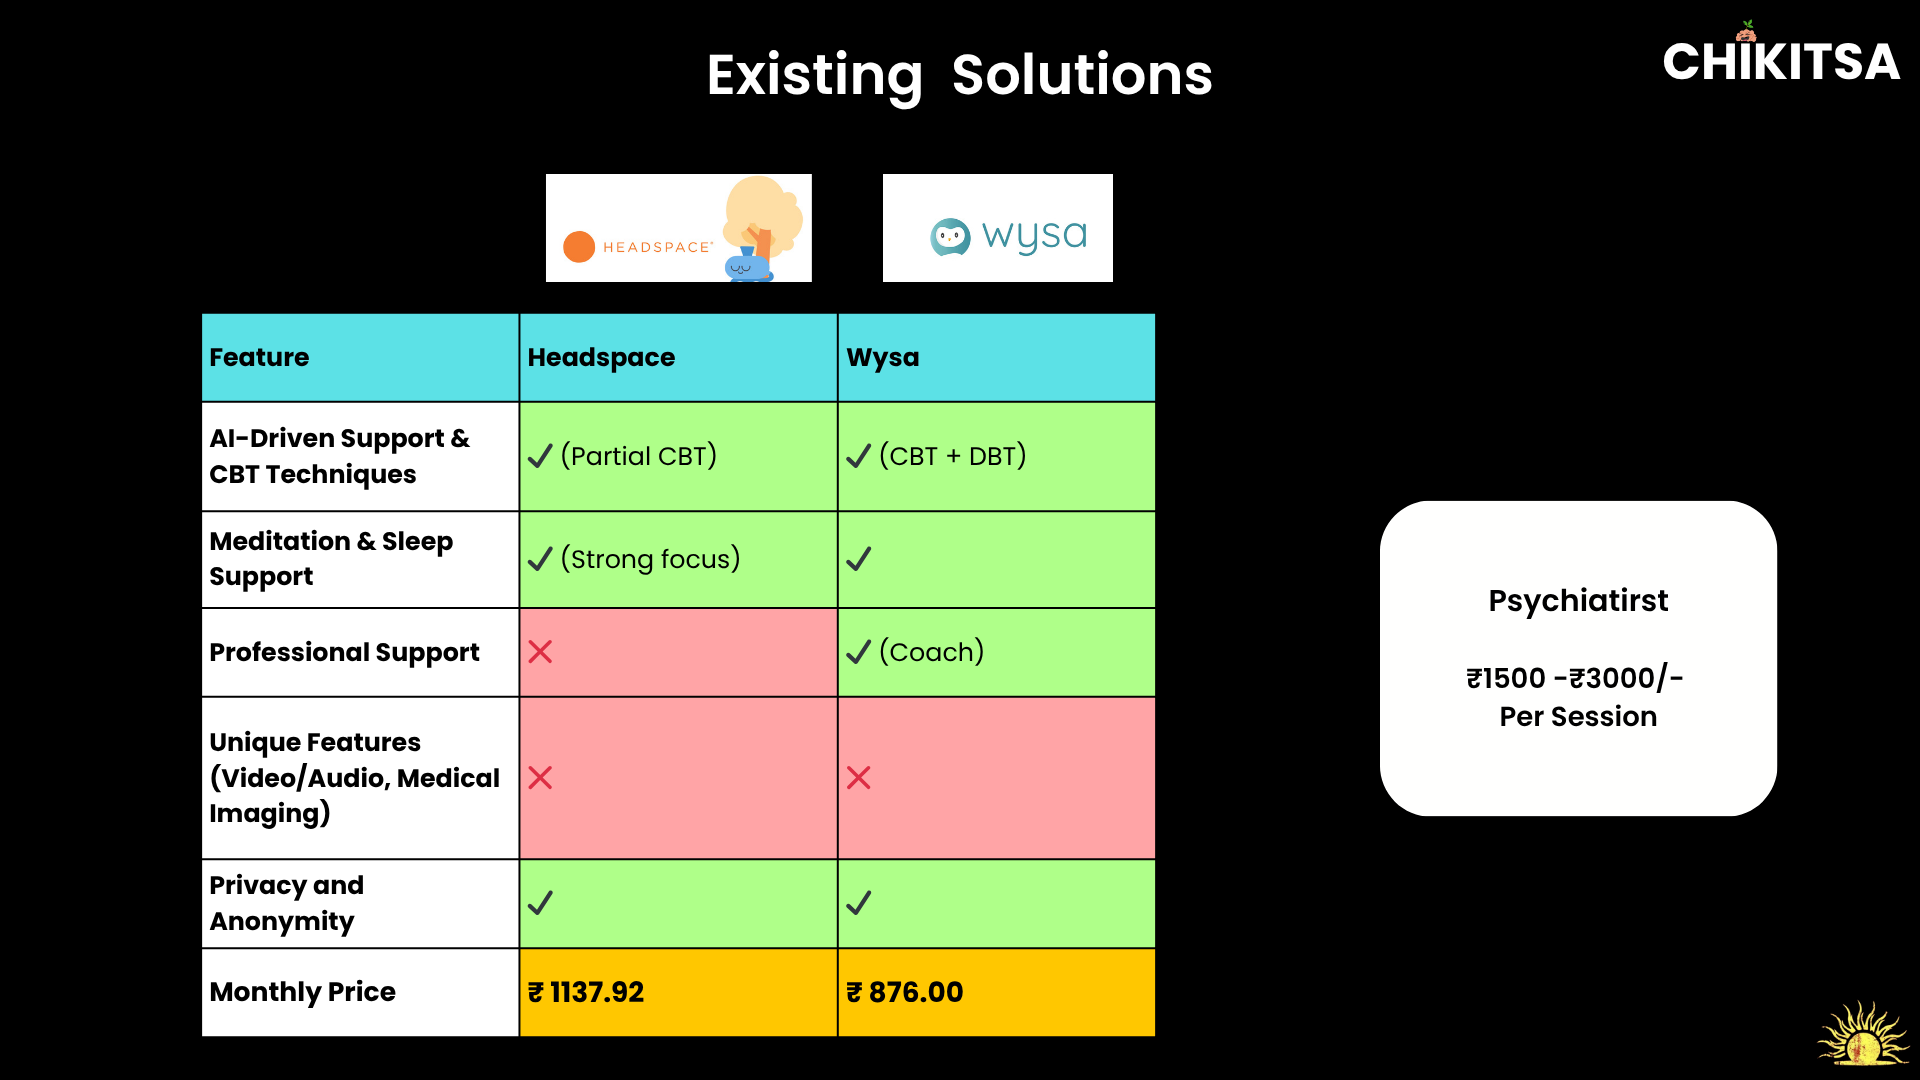 Existing Solutions
CHIKITSA
HEADSPACE
wysa
Feature Headspace Wysa
AI-Driven Support &
CBT Techniques
✓ (Partial CBT) ✓ (CBT + DBT)
Meditation & Sleep
Support
✓ (Strong focus) ✓
Professional Support ✕ ✓ (Coach)
Unique Features
(Video/Audio, Medical
Imaging)
✕ ✕
Privacy and
Anonymity
✓ ✓
Monthly Price ₹ 1137.92 ₹ 876.00
Psychiatirst
₹1500 -₹3000/-
Per Session